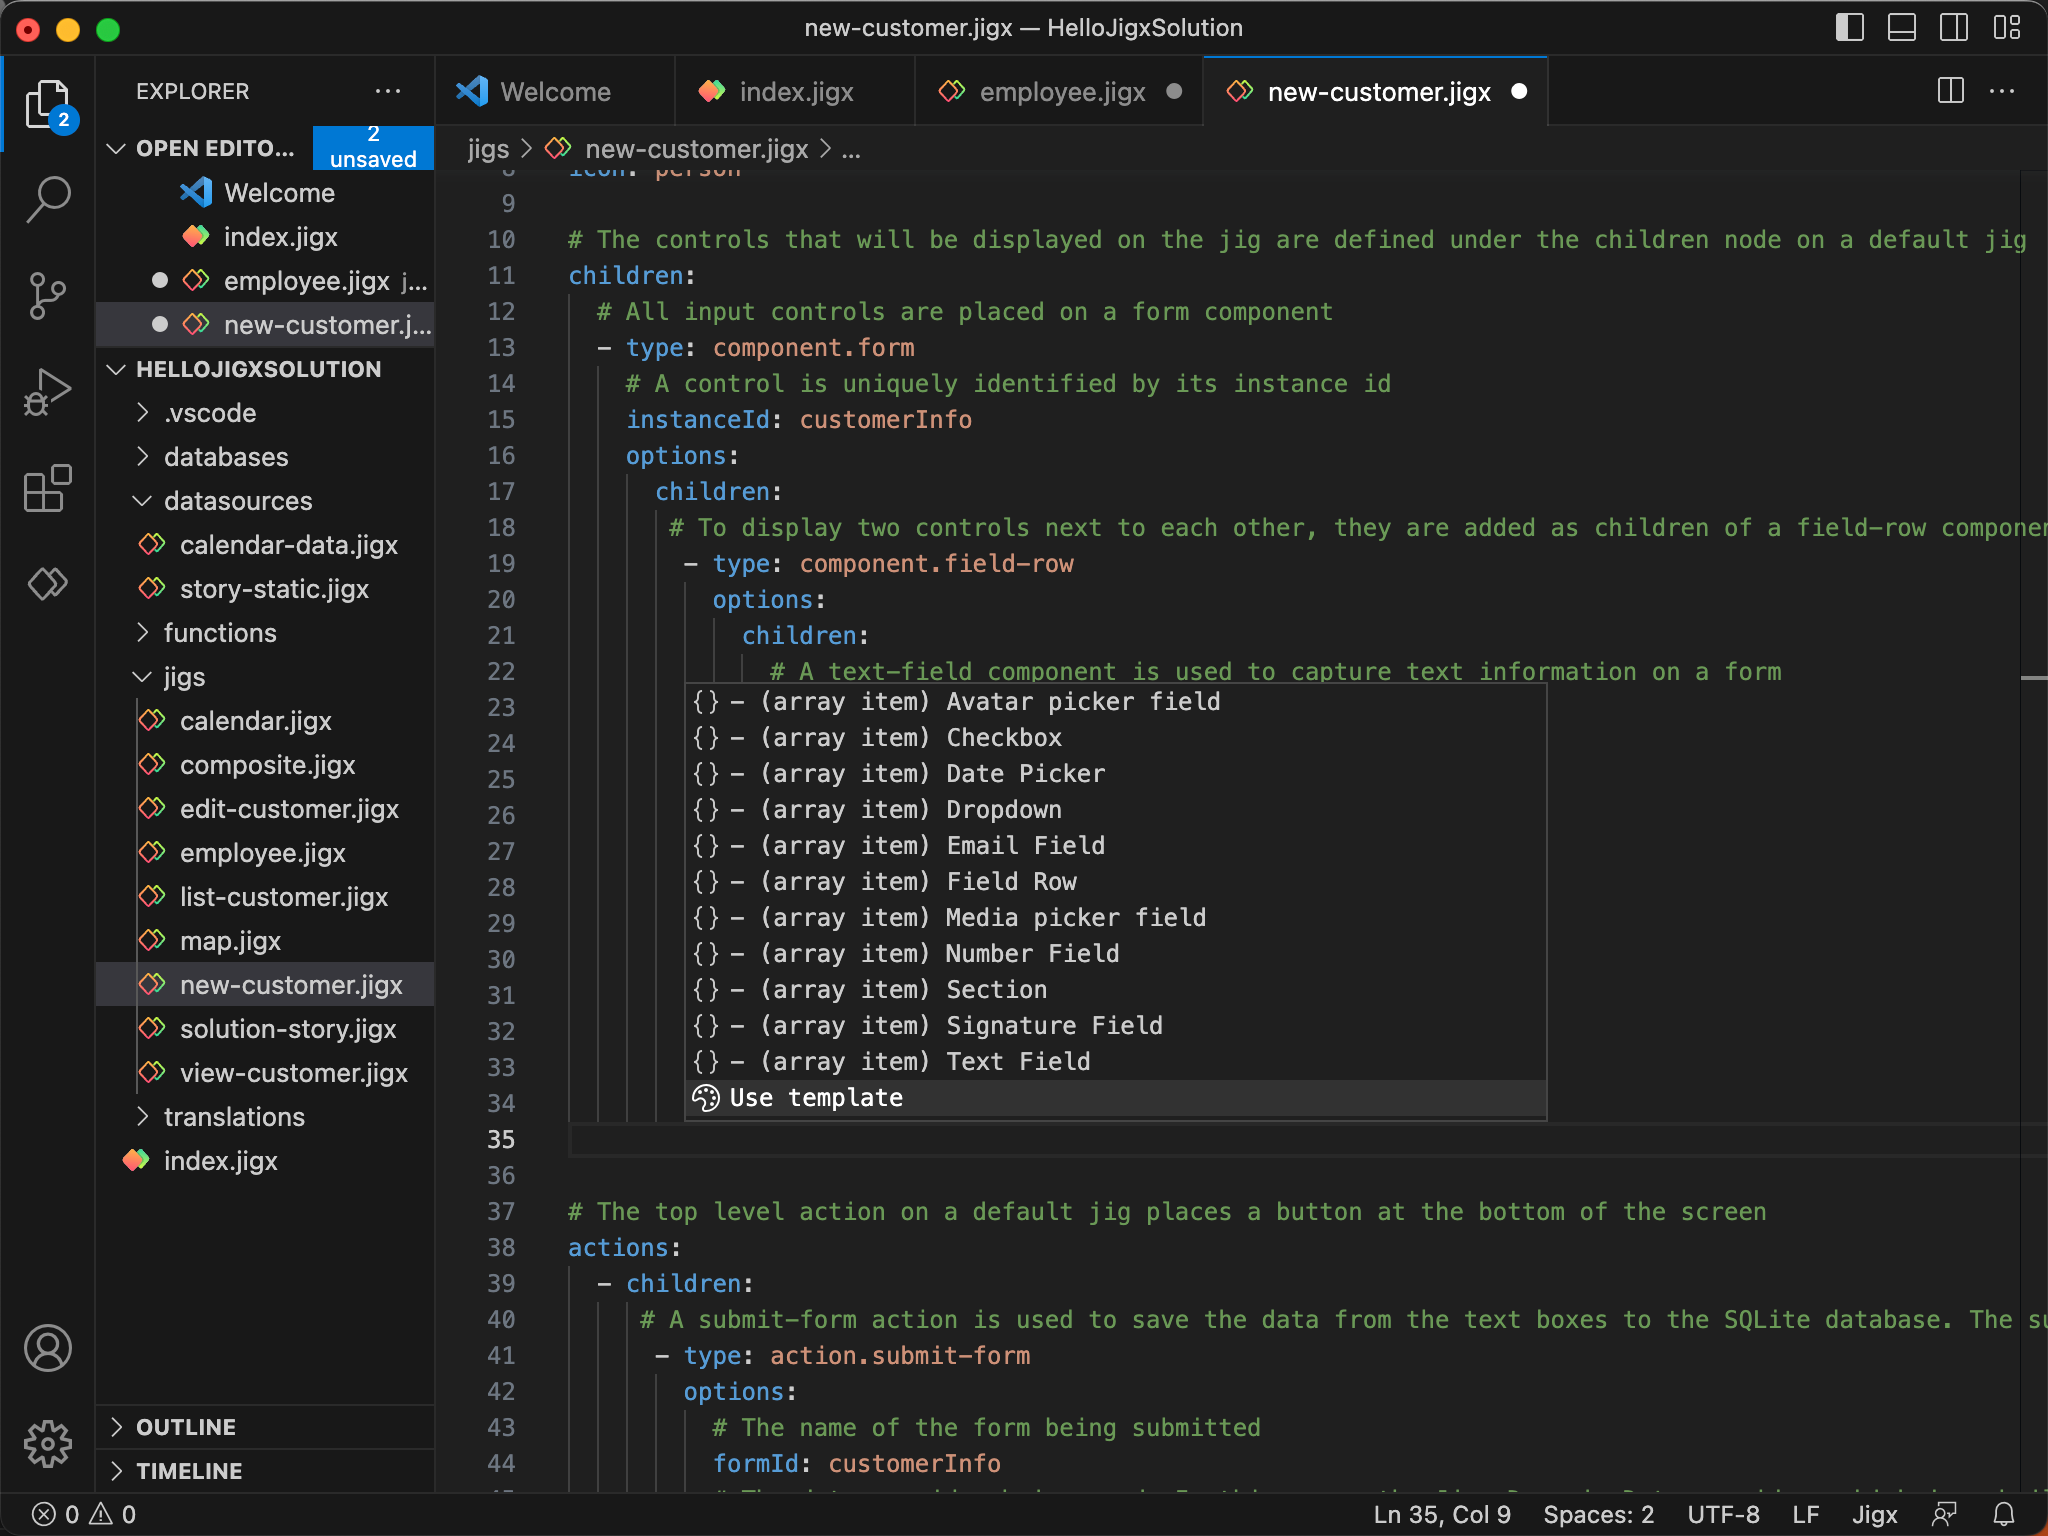 new-customer.jigx — HelloJigxSolution
2
EXPLORER
OPEN EDITO...
2
unsaved
Welcome
index.jigx
employee.jigx j...
new-customer.j...
HELLOJIGXSOLUTION
.vscode
databases
datasources
calendar-data.jigx
story-static.jigx
functions
jigs
calendar.jigx
composite.jigx
edit-customer.jigx
employee.jigx
list-customer.jigx
map.jigx
new-customer.jigx
solution-story.jigx
view-customer.jigx
translations
index.jigx
OUTLINE
TIMELINE
Welcome
index.jigx
employee.jigx
new-customer.jigx
jigs > new-customer.jigx > ...
8 icon: person
9
10 # The controls that will be displayed on the jig are defined under the children node on a default jig
11 children:
12 # All input controls are placed on a form component
13 - type: component.form
14 # A control is uniquely identified by its instance id
15 instanceId: customerInfo
16 options:
17 children:
18 # To display two controls next to each other, they are added as children of a field-row
19 - type: component.field-row
20 options:
21 children:
22 # A text-field component is used to capture text information on a form
23
24
25
26
27
28
29
30
31
32
33
34
{} - (array item) Avatar picker field
{} - (array item) Checkbox
{} - (array item) Date Picker
{} - (array item) Dropdown
{} - (array item) Email Field
{} - (array item) Field Row
{} - (array item) Media picker field
{} - (array item) Number Field
{} - (array item) Section
{} - (array item) Signature Field
{} - (array item) Text Field
Use template
35
36
37 # The top level action on a default jig places a button at the bottom of the screen
38 actions:
39 - children:
40 # A submit-form action is used to save the data from the text boxes to the SQLite database. The
41 - type: action.submit-form
42 options:
43 # The name of the form being submitted
44 formId: customerInfo
0 0
Ln 35, Col 9 Spaces: 2 UTF-8 LF Jigx